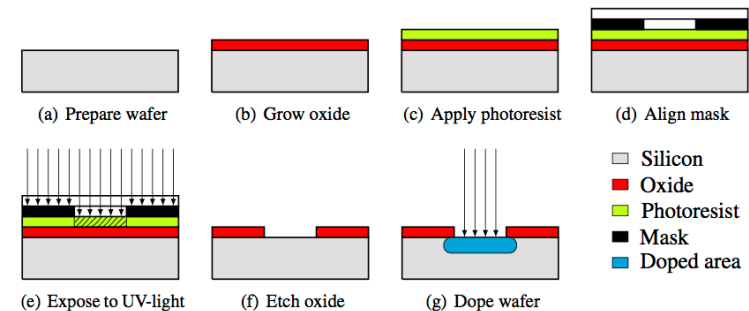 (a) Prepare wafer
(b) Grow oxide
(c) Apply photoresist
(d) Align mask
Silicon
Oxide
Photoresist
Mask
Doped area
(e) Expose to UV-light
(f) Etch oxide
(g) Dope wafer